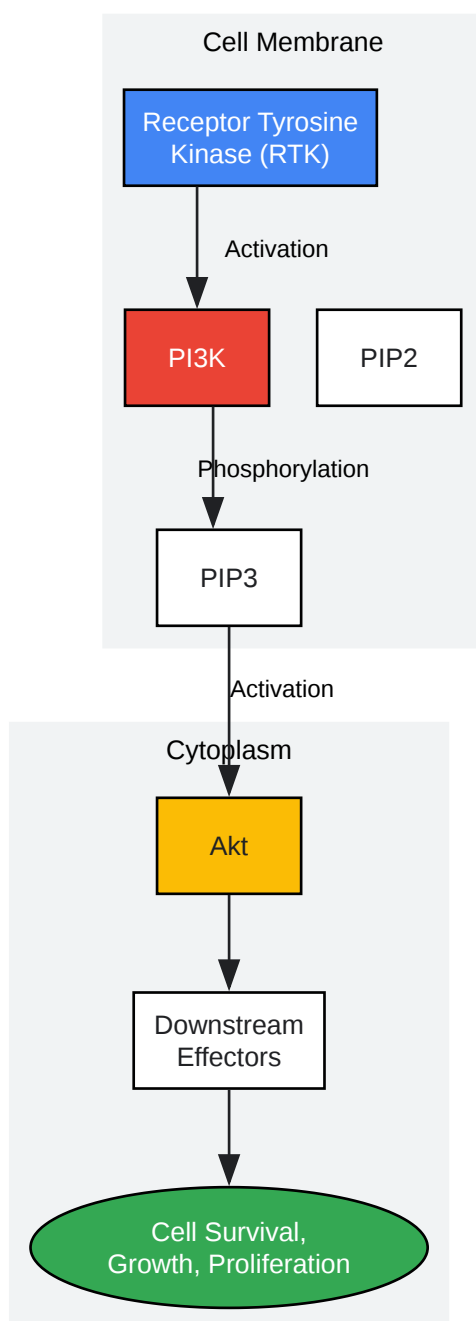 Cell Membrane
Receptor Tyrosine
Kinase (RTK)
Activation
PI3K
PIP2
Phosphorylation
PIP3
Activation
Cytoplasm
Akt
Downstream
Effectors
Cell Survival,
Growth, Proliferation